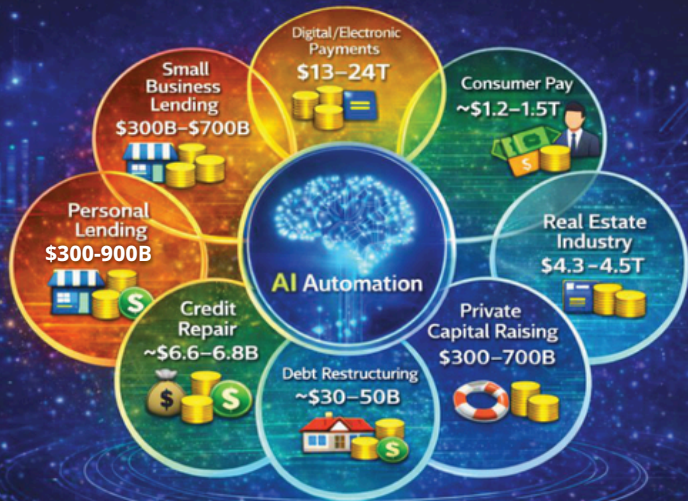 Digital/Electronic
Payments
$13–24T
Small
Business
Lending
$300B–$700B
Consumer Pay
~$1.2–1.5T
$
Personal
Lending
$300-900B
$
Real Estate
Industry
$4.3–4.5T
AI Automation
Credit
Repair
~$6.6–6.8B
$
$
Private
Capital Raising
$300–700B
Debt Restructuring
~$30–50B
$